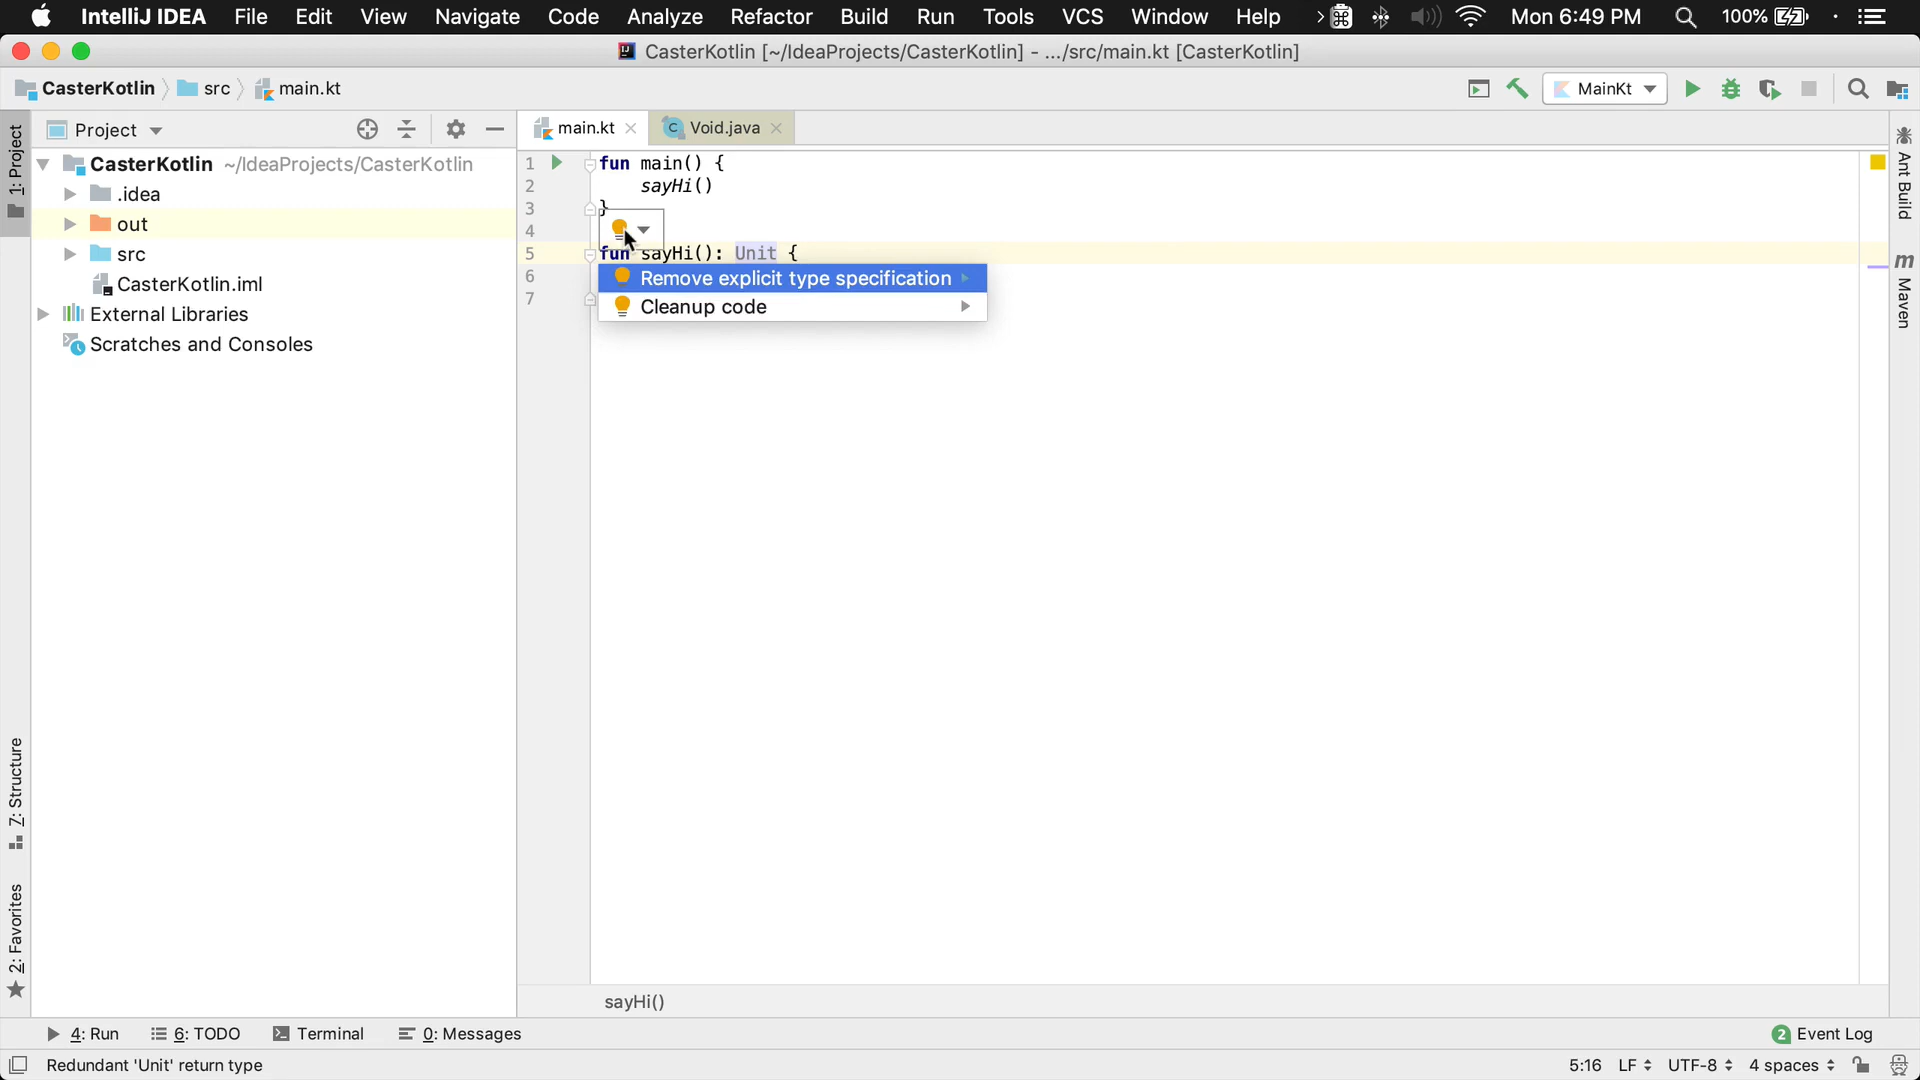 IntelliJ IDEA File Edit View Navigate Code Analyze Refactor Build Run Tools VCS Window Help Mon 6:49 PM 100%
CasterKotlin [~/IdeaProjects/CasterKotlin] - .../src/main.kt [CasterKotlin]
CasterKotlin src main.kt MainKt
Project
main.kt
Void.java
1: Project
CasterKotlin ~/IdeaProjects/CasterKotlin
.idea
out
src
CasterKotlin.iml
External Libraries
Scratches and Consoles
1 fun main() {
2 sayHi()
3 }
4
5 fun sayHi(): Unit {
6
7
Remove explicit type specification
Cleanup code
Ant Build
m Maven
Z: Structure
2: Favorites
sayHi()
4: Run 6: TODO Terminal 0: Messages 2 Event Log
Redundant 'Unit' return type 5:16 LF UTF-8 4 spaces